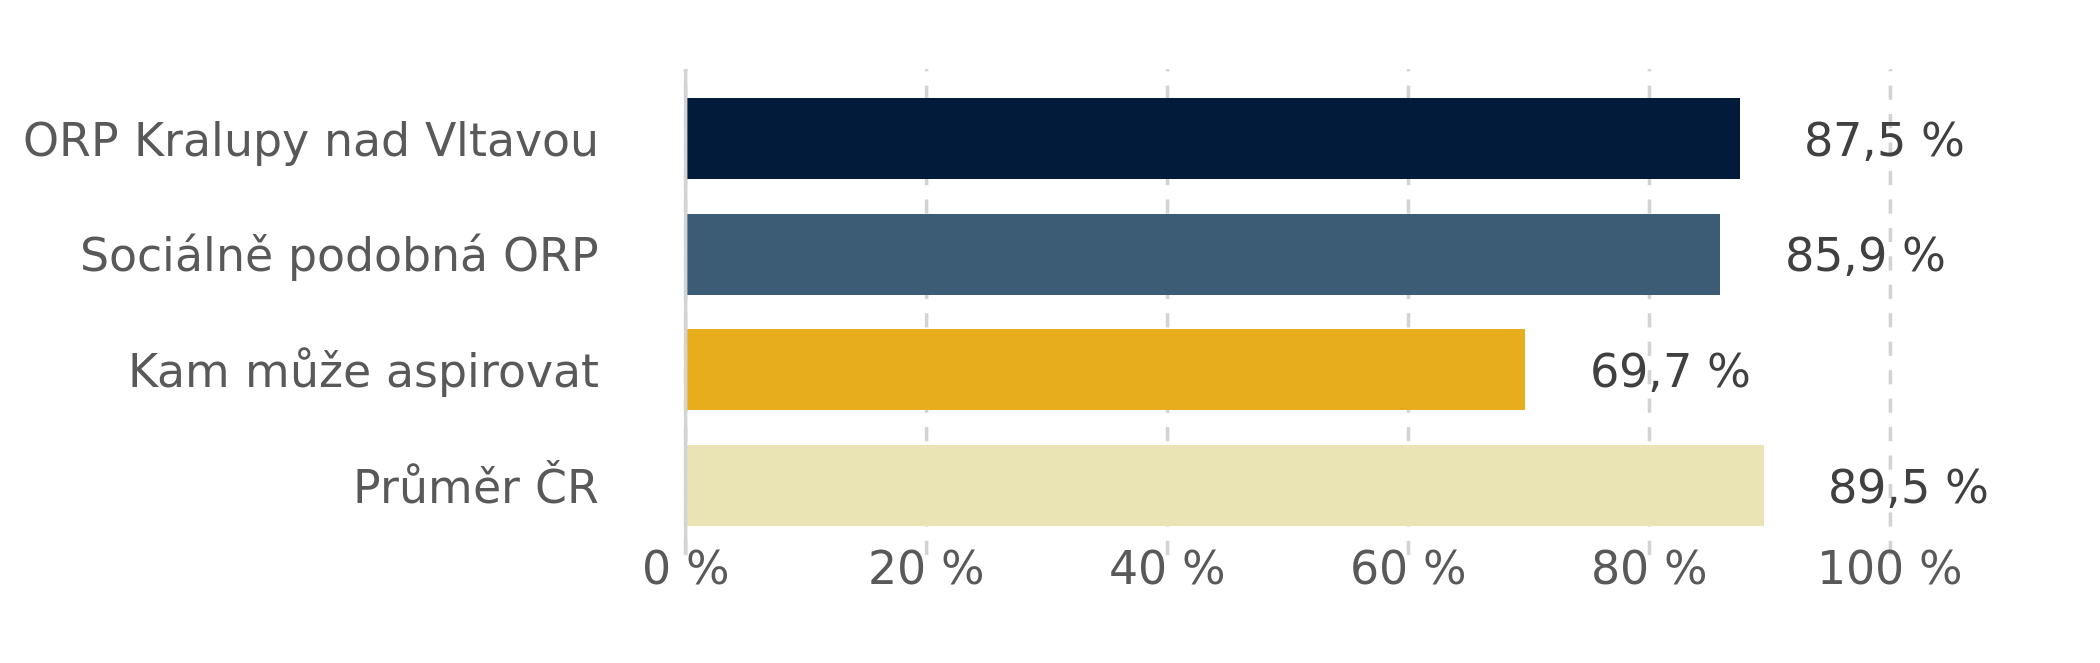 ORP Kralupy nad Vltavou 87,5 %
Sociálně podobná ORP 85,9 %
Kam může aspirovat 69,7 %
Průměr ČR 89,5 %
0 % 20 % 40 % 60 % 80 % 100 %